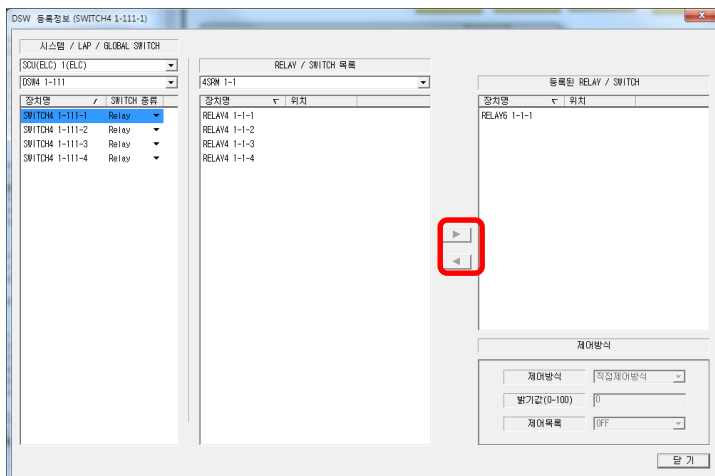 DSW 등록정보 (SWITCH4 1-111-1)
시스템 / LAP / GLOBAL SWITCH
SCU(ELC) 1(ELC)
DSW4 1-111
장치명 SWITCH 종류
SWITCH4 1-111-1 Relay
SWITCH4 1-111-2 Relay
SWITCH4 1-111-3 Relay
SWITCH4 1-111-4 Relay
RELAY / SWITCH 목록
4SRM 1-1
장치명 위치
RELAY4 1-1-1
RELAY4 1-1-2
RELAY4 1-1-3
RELAY4 1-1-4
등록된 RELAY / SWITCH
장치명 위치
RELAY6 1-1-1
제어방식
제어방식 직접제어방식
밝기값(0~100) 0
제어목록 OFF
닫 기